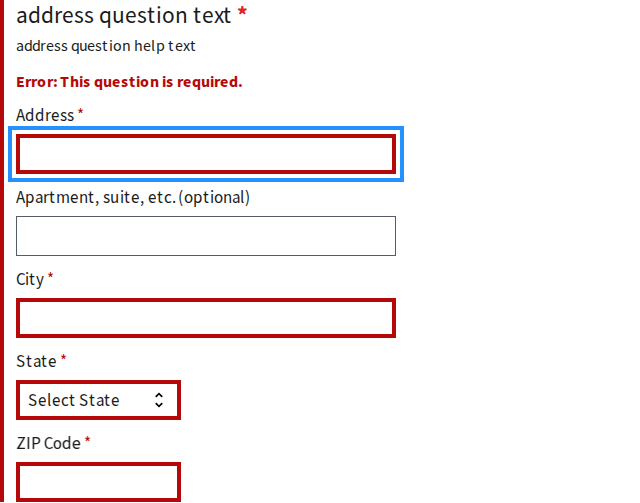 address question text *
address question help text
Error: This question is required.
Address *
Apartment, suite, etc. (optional)
City *
State *
Select State
ZIP Code *